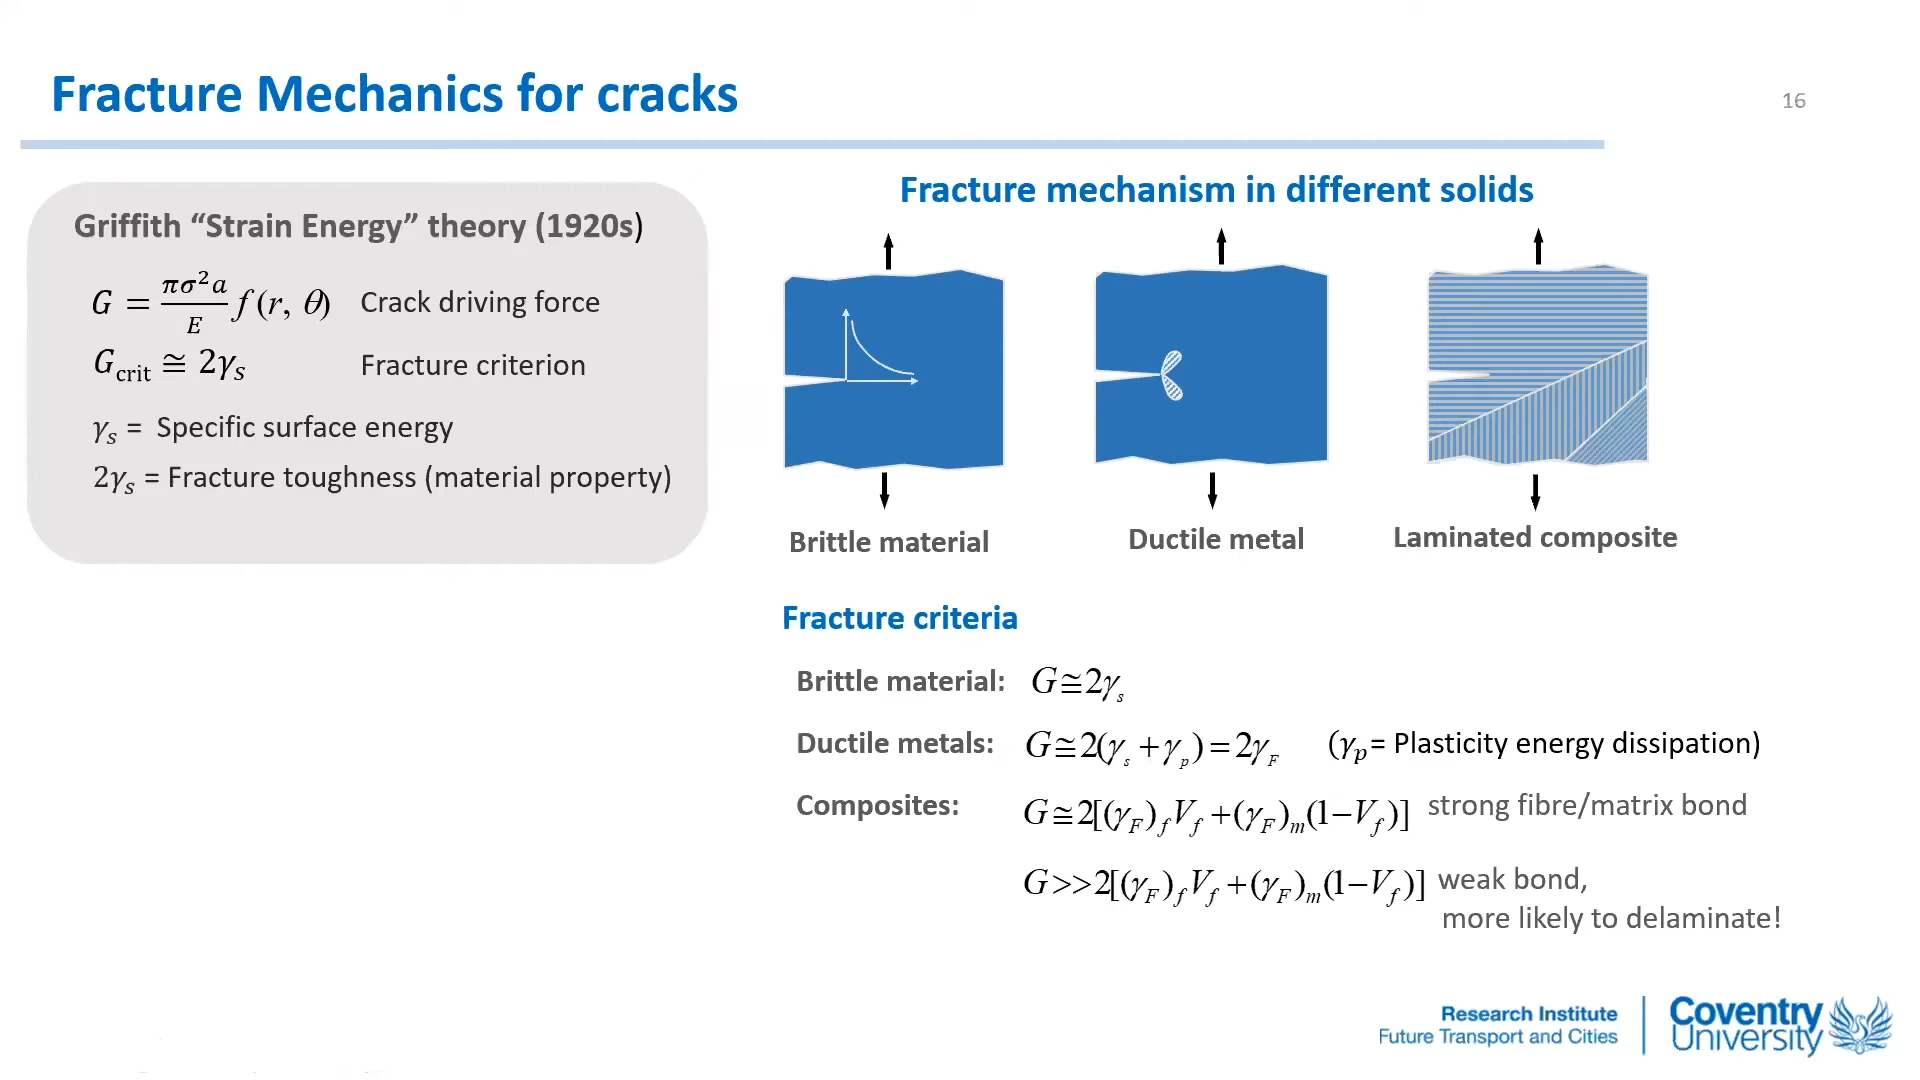 Fracture Mechanics for cracks
16
Griffith “Strain Energy” theory (1920s)
G = πσ²a/E f(r, θ) Crack driving force
G_crit ≅ 2γ_s Fracture criterion
γ_s = Specific surface energy
2γ_s = Fracture toughness (material property)
Fracture mechanism in different solids
Brittle material
Ductile metal
Laminated composite
Fracture criteria
Brittle material: G≅2γ_s
Ductile metals: G≅2(γ_s+γ_p)=2γ_F (γ_p= Plasticity energy dissipation)
Composites: G≅2[(γ_F)_f V_f+(γ_F)_m(1−V_f)] strong fibre/matrix bond
G>>2[(γ_F)_f V_f+(γ_F)_m(1−V_f)] weak bond,
more likely to delaminate!
Research Institute
Future Transport and Cities
Coventry
University